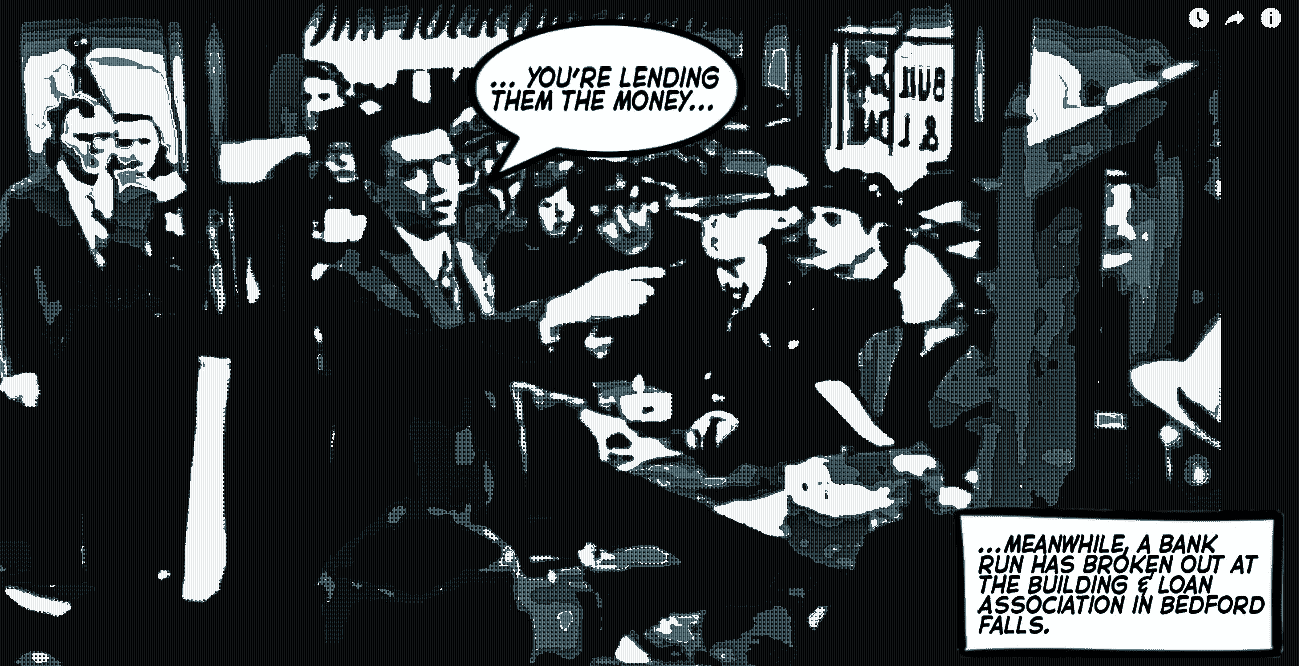 ... YOU'RE LENDING
THEM THE MONEY...
BUIL
& L
...MEANWHILE, A BANK
RUN HAS BROKEN OUT AT
THE BUILDING & LOAN
ASSOCIATION IN BEDFORD
FALLS.